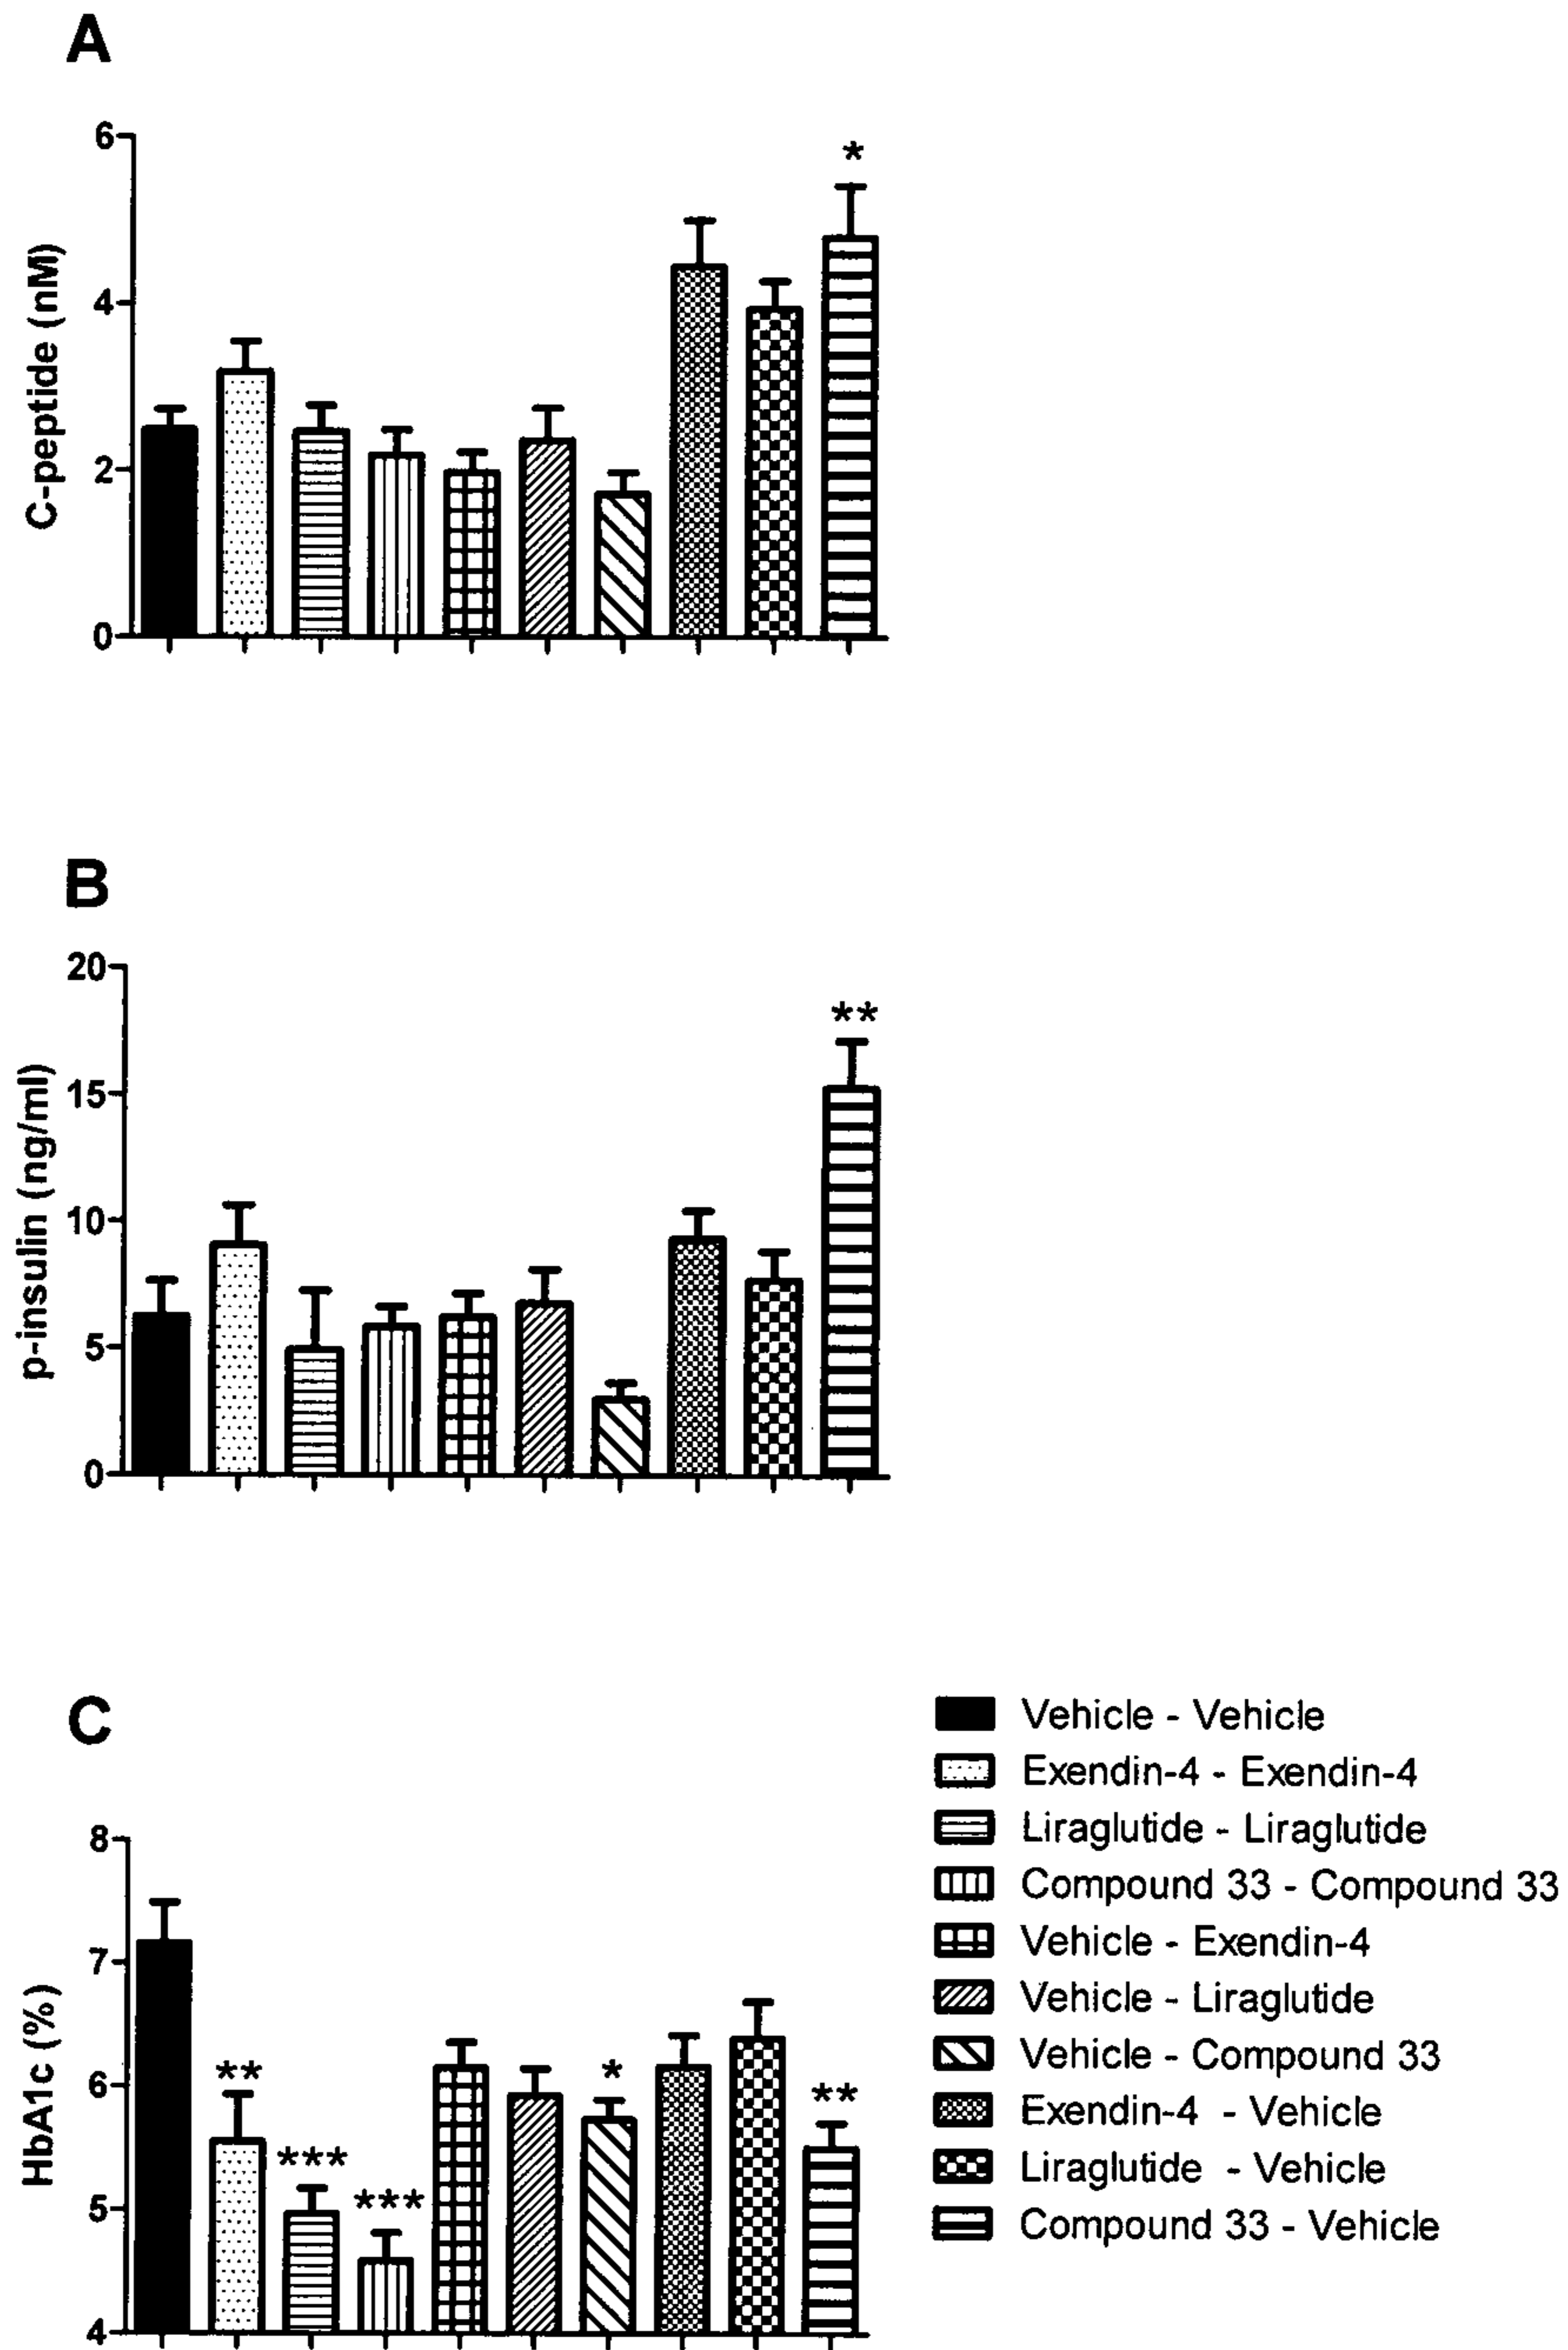 A
6
4
2
0
C-peptide (nM)
*
B
20
15
10
5
0
p-insulin (ng/ml)
**
C
8
7
6
5
4
HbA1c (%)
**
***
***
*
**
Vehicle - Vehicle
Exendin-4 - Exendin-4
Liraglutide - Liraglutide
Compound 33 - Compound 33
Vehicle - Exendin-4
Vehicle - Liraglutide
Vehicle - Compound 33
Exendin-4 - Vehicle
Liraglutide - Vehicle
Compound 33 - Vehicle